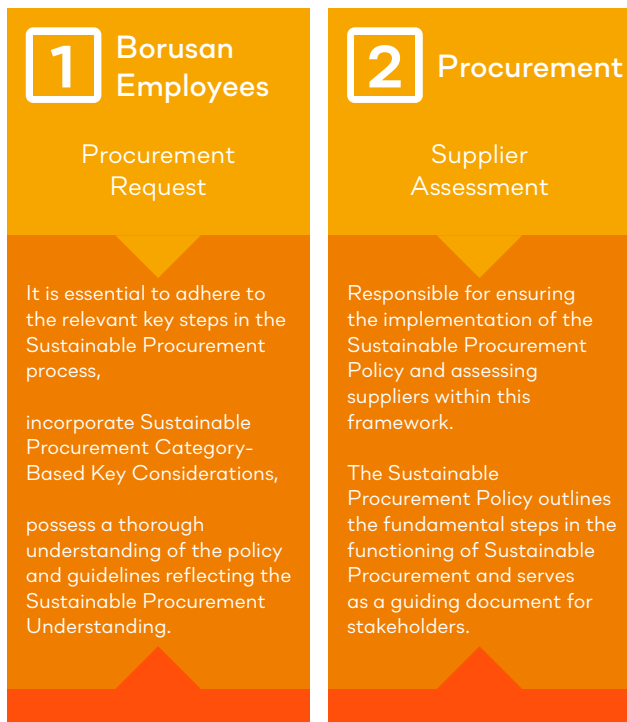 1
Borusan
Employees
Procurement
Request
It is essential to adhere to
the relevant key steps in the
Sustainable Procurement
process,
incorporate Sustainable
Procurement Category-
Based Key Considerations,
possess a thorough
understanding of the policy
and guidelines reflecting the
Sustainable Procurement
Understanding.
2
Procurement
Supplier
Assessment
Responsible for ensuring
the implementation of the
Sustainable Procurement
Policy and assessing
suppliers within this
framework.
The Sustainable
Procurement Policy outlines
the fundamental steps in the
functioning of Sustainable
Procurement and serves
as a guiding document for
stakeholders.